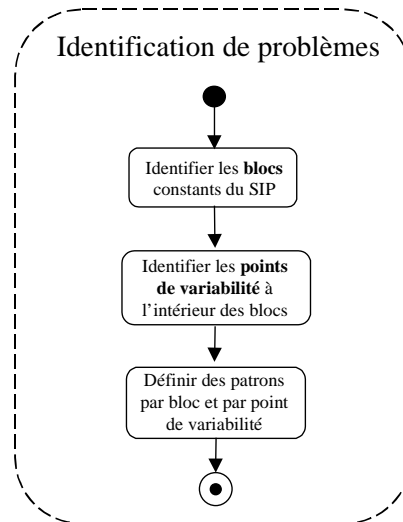 Identification de problèmes
Identifier les blocs
constants du SIP
Identifier les points
de variabilité à
l’intérieur des blocs
Définir des patrons
par bloc et par point
de variabilité